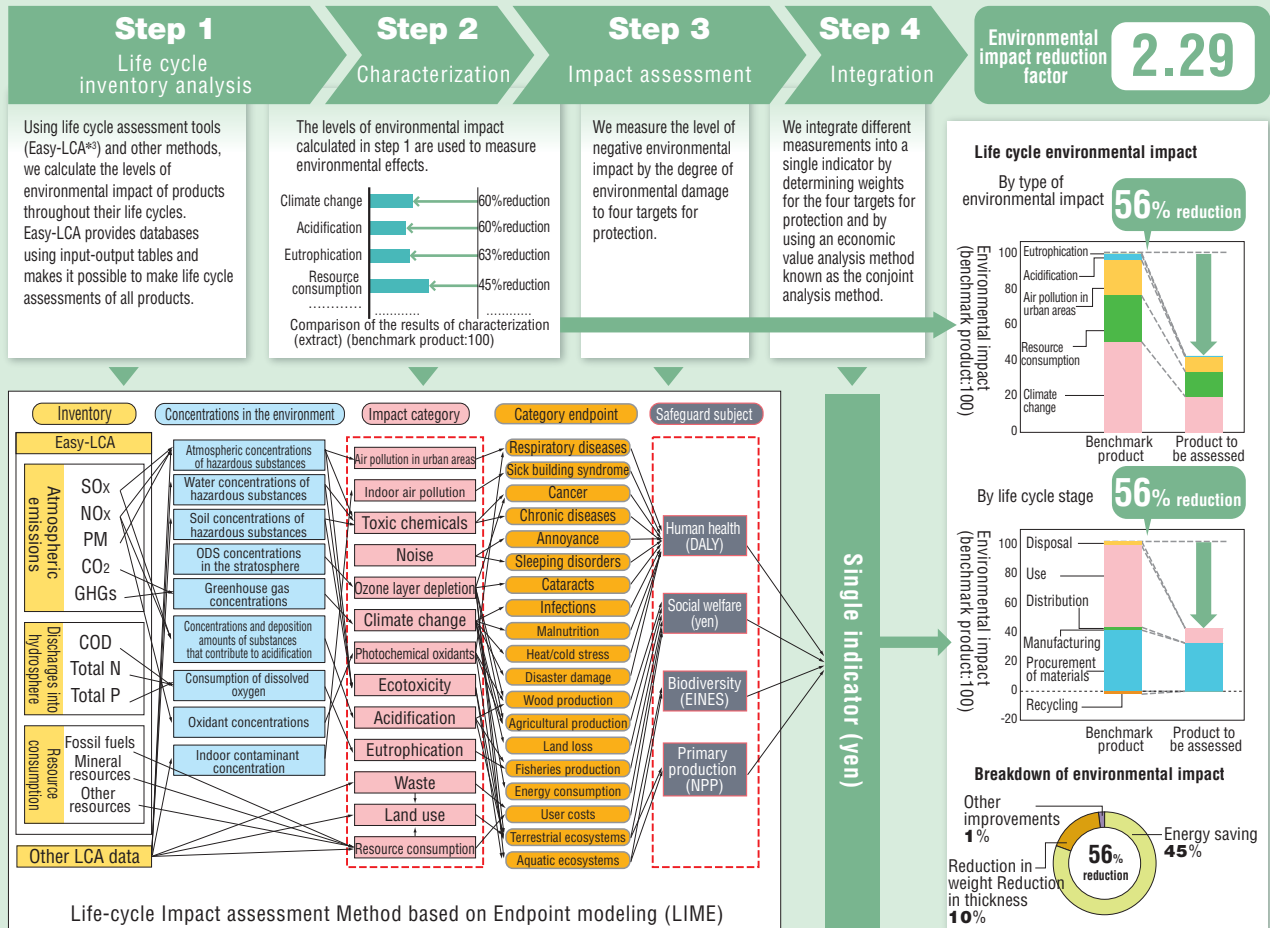 Step 1
Life cycle
inventory analysis
Step 2
Characterization
Step 3
Impact assessment
Step 4
Integration
Environmental
impact reduction
factor
2.29
Using life cycle assessment tools
(Easy-LCA*3) and other methods,
we calculate the levels of
environmental impact of products
throughout their life cycles.
Easy-LCA provides databases
using input-output tables and
makes it possible to make life cycle
assessments of all products.
The levels of environmental impact
calculated in step 1 are used to measure
environmental effects.
Climate change
60%reduction
Acidification
60%reduction
Eutrophication
63%reduction
Resource
consumption
45%reduction
............
............
............
Comparison of the results of characterization
(extract) (benchmark product:100)
We measure the level of
negative environmental
impact by the degree of
environmental damage
to four targets for
protection.
We integrate different
measurements into a
single indicator by
determining weights
for the four targets for
protection and by
using an economic
value analysis method
known as the conjoint
analysis method.
Inventory
Concentrations in the environment
Impact category
Category endpoint
Safeguard subject
Easy-LCA
Atmospheric
emissions
SOx
NOx
PM
CO2
GHGs
Discharges into
hydrosphere
COD
Total N
Total P
Resource
consumption
Fossil fuels
Mineral
resources
Other
resources
Other LCA data
Atmospheric concentrations
of hazardous substances
Water concentrations of
hazardous substances
Soil concentrations of
hazardous substances
ODS concentrations
in the stratosphere
Greenhouse gas
concentrations
Concentrations and deposition
amounts of substances
that contribute to acidification
Consumption of dissolved
oxygen
Oxidant concentrations
Indoor contaminant
concentration
Air pollution in urban areas
Indoor air pollution
Toxic chemicals
Noise
Ozone layer depletion
Climate change
Photochemical oxidants
Ecotoxicity
Acidification
Eutrophication
Waste
Land use
Resource consumption
Respiratory diseases
Sick building syndrome
Cancer
Chronic diseases
Annoyance
Sleeping disorders
Cataracts
Infections
Malnutrition
Heat/cold stress
Disaster damage
Wood production
Agricultural production
Land loss
Fisheries production
Energy consumption
User costs
Terrestrial ecosystems
Aquatic ecosystems
Human health
(DALY)
Social welfare
(yen)
Biodiversity
(EINES)
Primary
production
(NPP)
Life-cycle Impact assessment Method based on Endpoint modeling (LIME)
Single indicator (yen)
Life cycle environmental impact
By type of
environmental impact
56% reduction
Environmental impact
(benchmark product:100)
100
80
60
40
20
0
Eutrophication
Acidification
Air pollution in
urban areas
Resource
consumption
Climate
change
Benchmark
product
Product to
be assessed
By life cycle stage
56% reduction
Environmental impact
(benchmark product:100)
100
80
60
40
20
0
-20
Disposal
Use
Distribution
Manufacturing
Procurement
of materials
Recycling
Benchmark
product
Product to
be assessed
Breakdown of environmental impact
Other
improvements
1%
Energy saving
45%
56%
reduction
Reduction in
weight Reduction
in thickness
10%